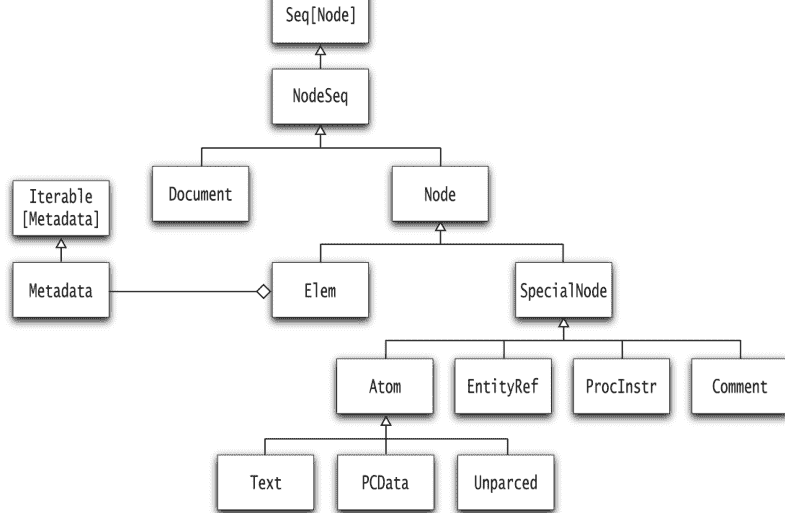 Seq[Node]
NodeSeq
Document
Node
Iterable
[Metadata]
Metadata
Elem
SpecialNode
Atom
EntityRef
ProcInstr
Comment
Text
PCData
Unparced